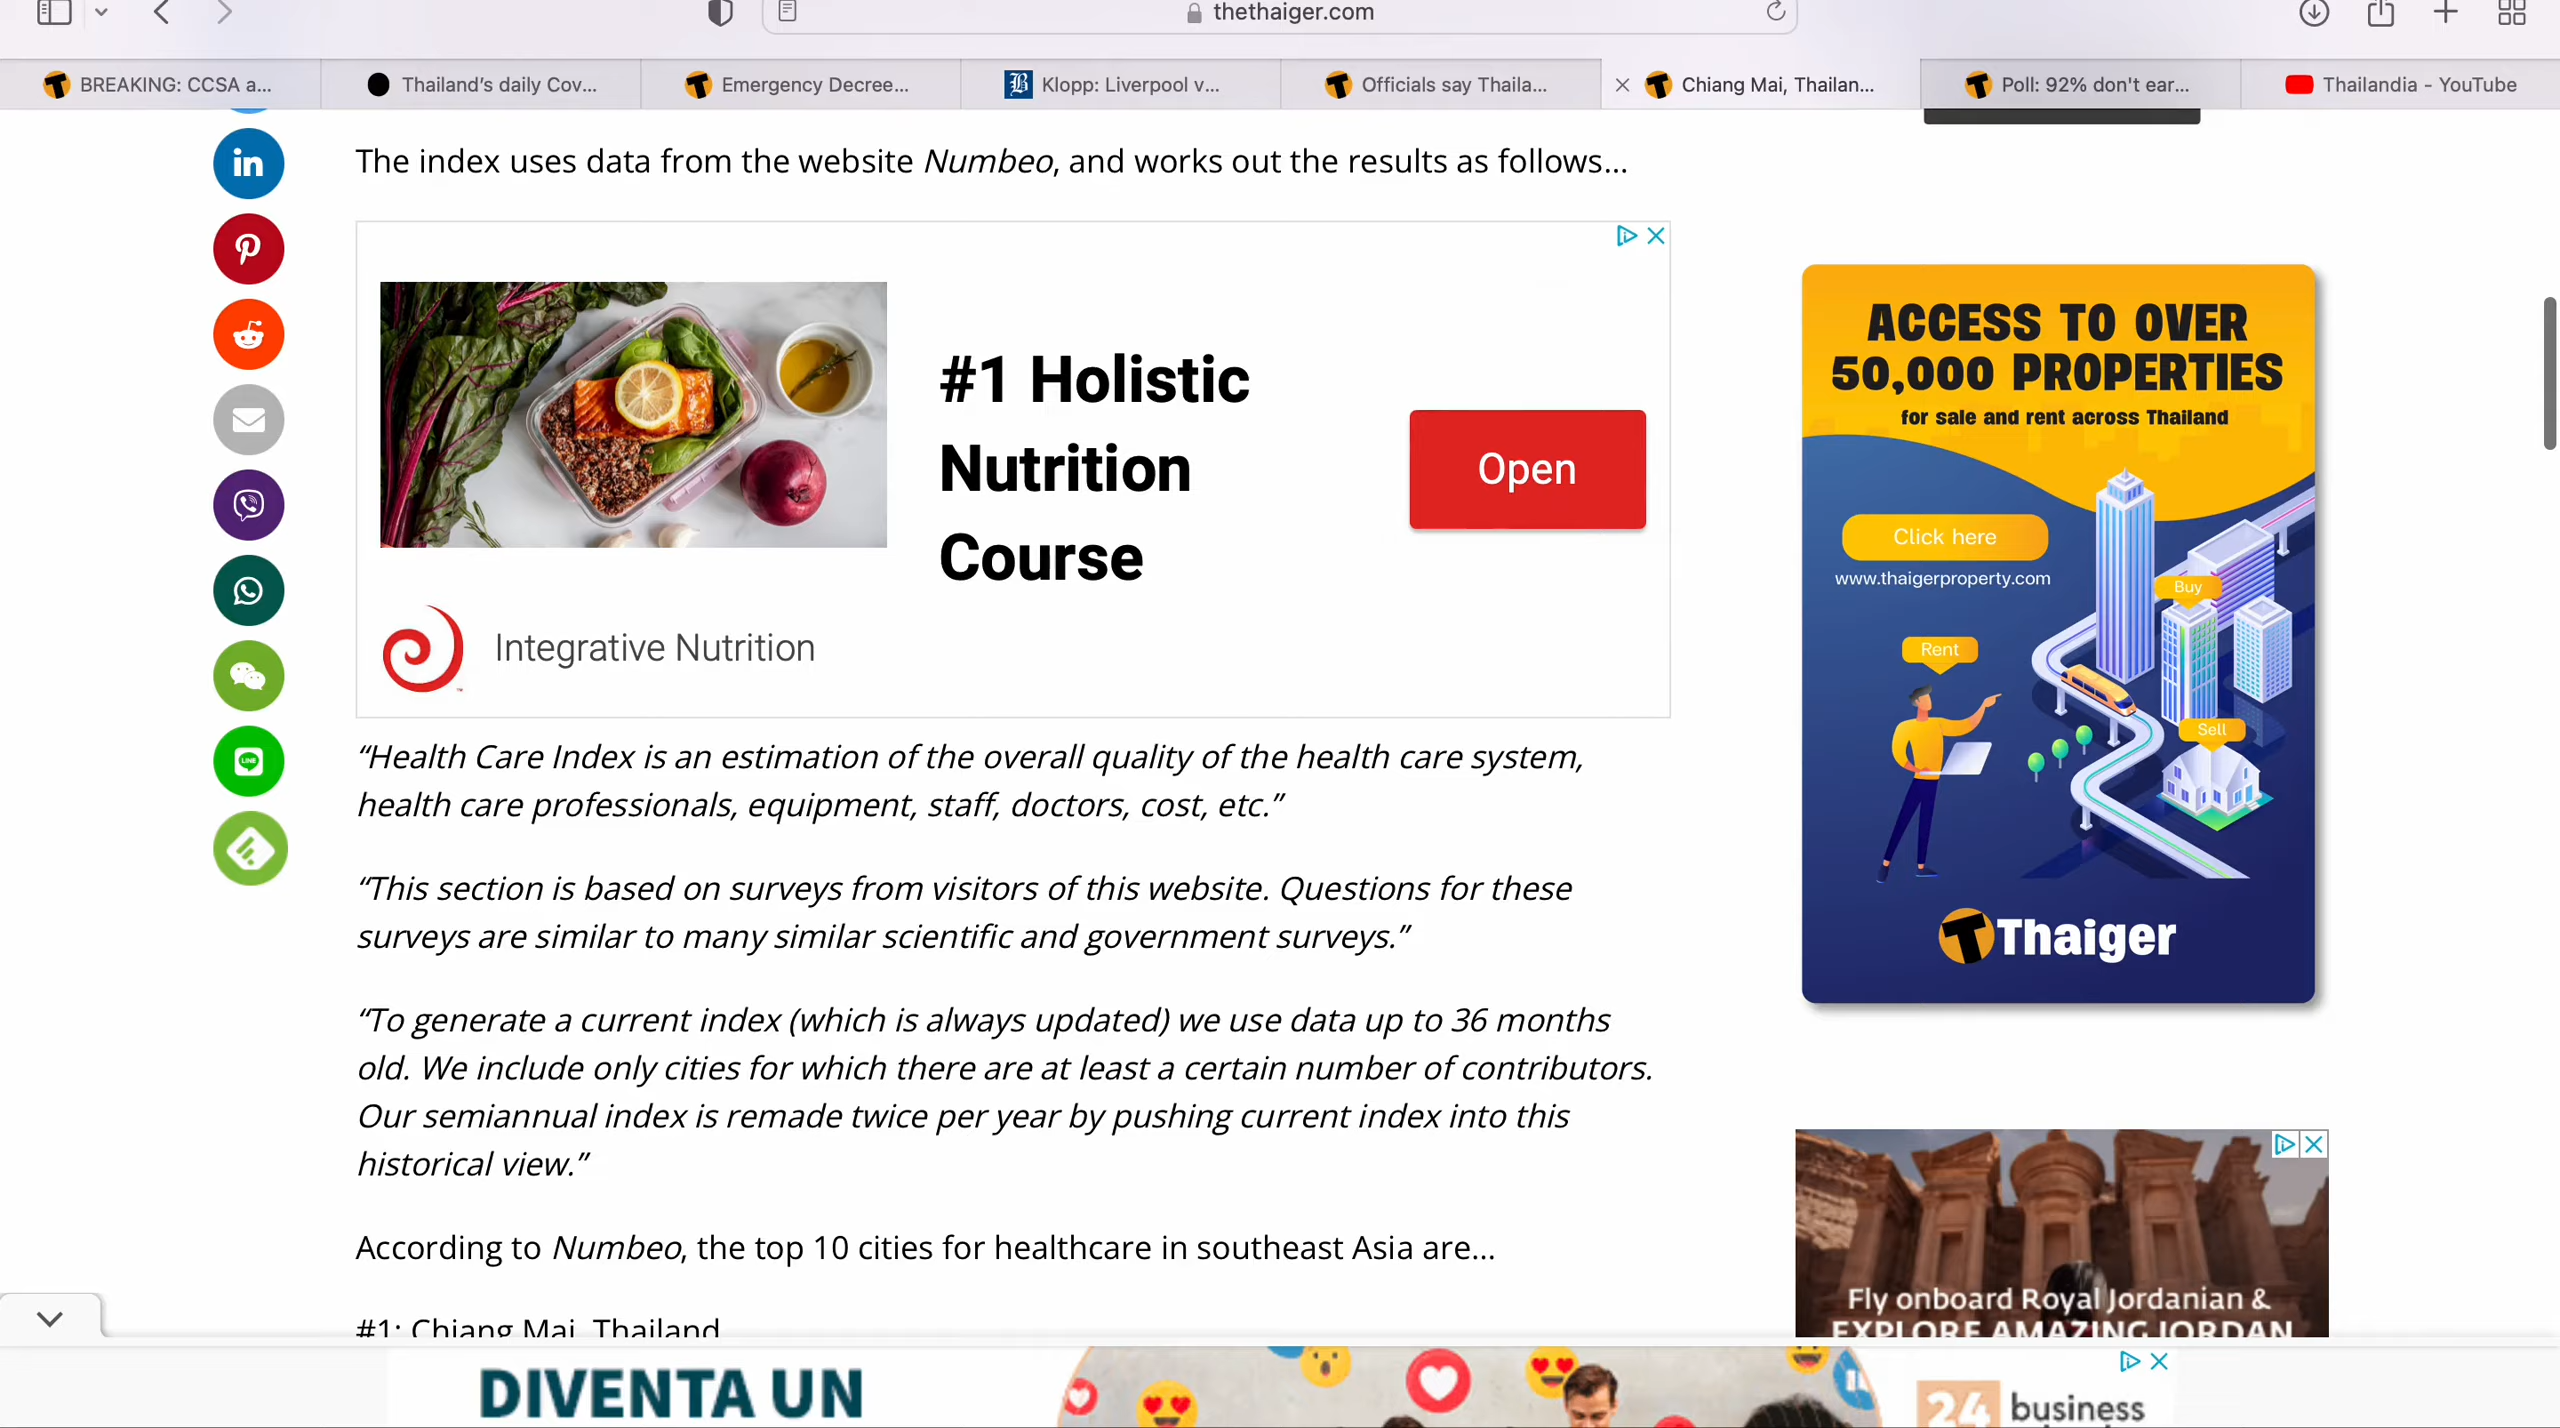 thethaiger.com
BREAKING: CCSA a...
Thailand’s daily Cov...
Emergency Decree...
Klopp: Liverpool v...
Officials say Thaila...
Chiang Mai, Thailan...
Poll: 92% don't ear...
Thailandia - YouTube
The index uses data from the website Numbeo, and works out the results as follows…
#1 Holistic
Nutrition
Course
Open
Integrative Nutrition
“Health Care Index is an estimation of the overall quality of the health care system,
health care professionals, equipment, staff, doctors, cost, etc.”
“This section is based on surveys from visitors of this website. Questions for these
surveys are similar to many similar scientific and government surveys.”
“To generate a current index (which is always updated) we use data up to 36 months
old. We include only cities for which there are at least a certain number of contributors.
Our semiannual index is remade twice per year by pushing current index into this
historical view.”
According to Numbeo, the top 10 cities for healthcare in southeast Asia are…
#1: Chiang Mai, Thailand
ACCESS TO OVER
50,000 PROPERTIES
for sale and rent across Thailand
Click here
www.thaigerproperty.com
Buy
Rent
Sell
Thaiger
Fly onboard Royal Jordanian &
EXPLORE AMAZING JORDAN
LINE
DIVENTA UN
24 business